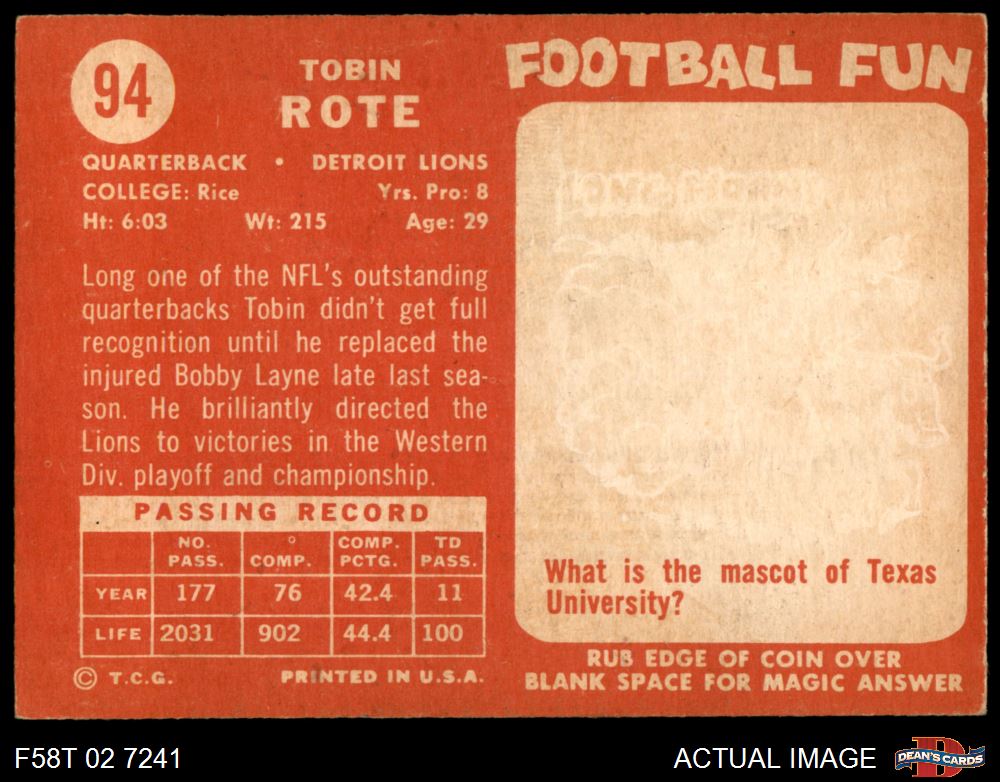 94
TOBIN
ROTE
QUARTERBACK • DETROIT LIONS
COLLEGE: Rice Yrs. Pro: 8
Ht: 6:03 Wt: 215 Age: 29
Long one of the NFL's outstanding
quarterbacks Tobin didn't get full
recognition until he replaced the
injured Bobby Layne late last sea-
son. He brilliantly directed the
Lions to victories in the Western
Div. playoff and championship.
PASSING RECORD
NO. PASS. COMP. COMP. PCTG. TD PASS.
YEAR 177 76 42.4 11
LIFE 2031 902 44.4 100
© T.C.G. PRINTED IN U.S.A.
FOOTBALL FUN
What is the mascot of Texas
University?
RUB EDGE OF COIN OVER
BLANK SPACE FOR MAGIC ANSWER
F58T 02 7241
ACTUAL IMAGE
DEAN'S CARDS